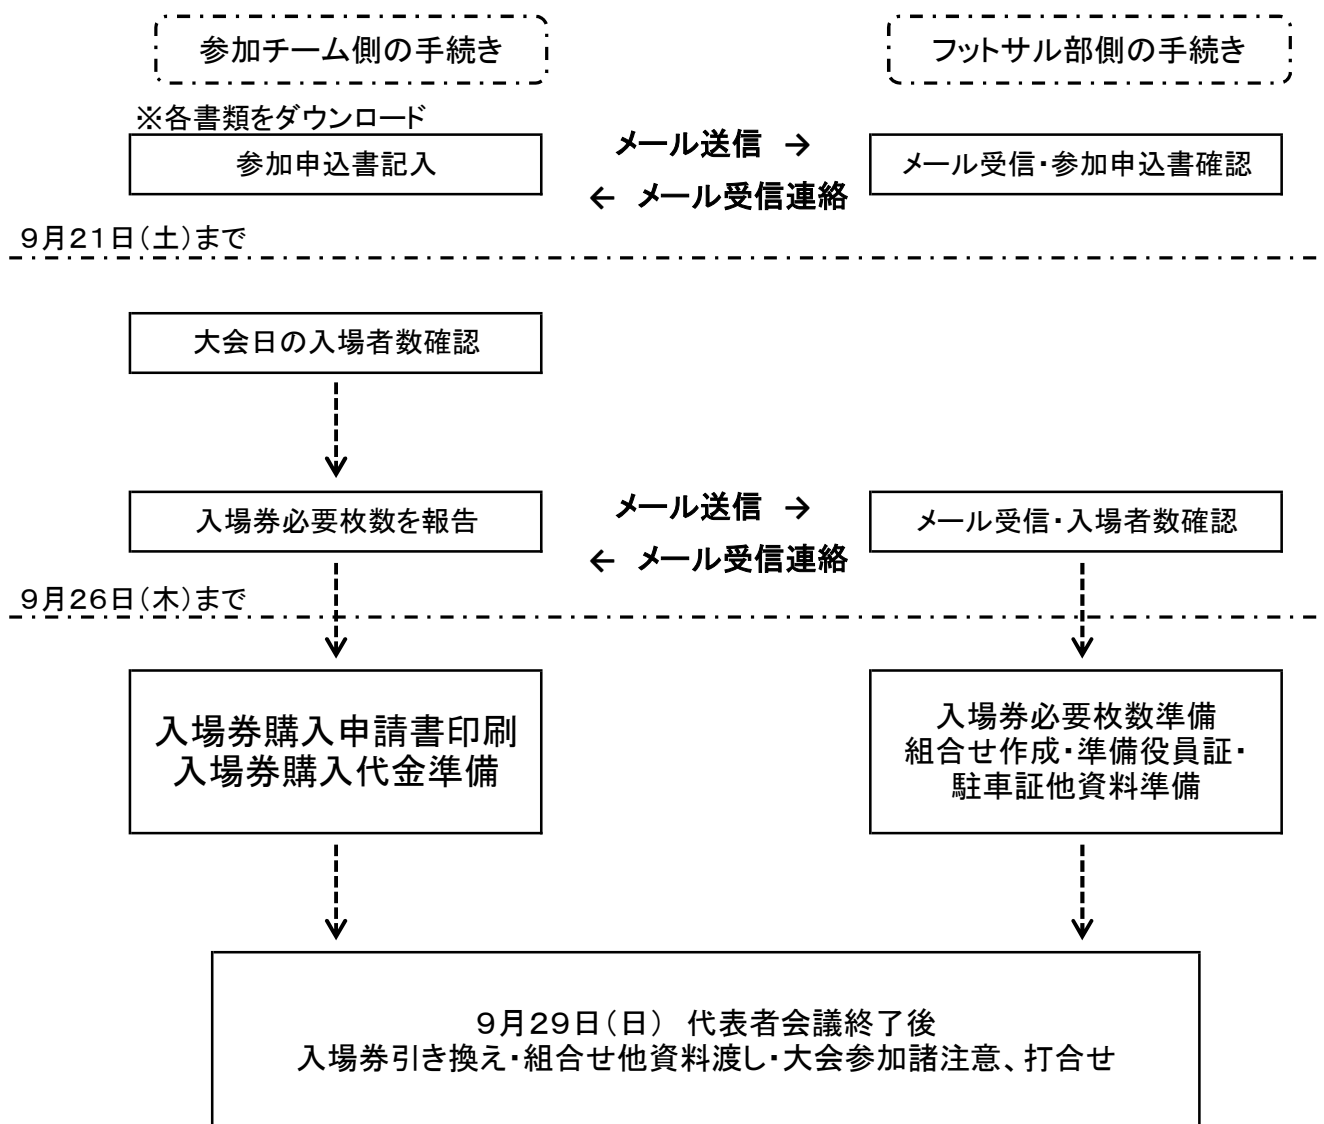 参加チーム側の手続き
フットサル部側の手続き
※各書類をダウンロード
参加申込書記入
メール送信 →
← メール受信連絡
メール受信・参加申込書確認
9月21日(土)まで
大会日の入場者数確認
入場券必要枚数を報告
メール送信 →
← メール受信連絡
メール受信・入場者数確認
9月26日(木)まで
入場券購入申請書印刷
入場券購入代金準備
入場券必要枚数準備
組合せ作成・準備役員証・
駐車証他資料準備
9月29日(日) 代表者会議終了後
入場券引き換え・組合せ他資料渡し・大会参加諸注意、打合せ